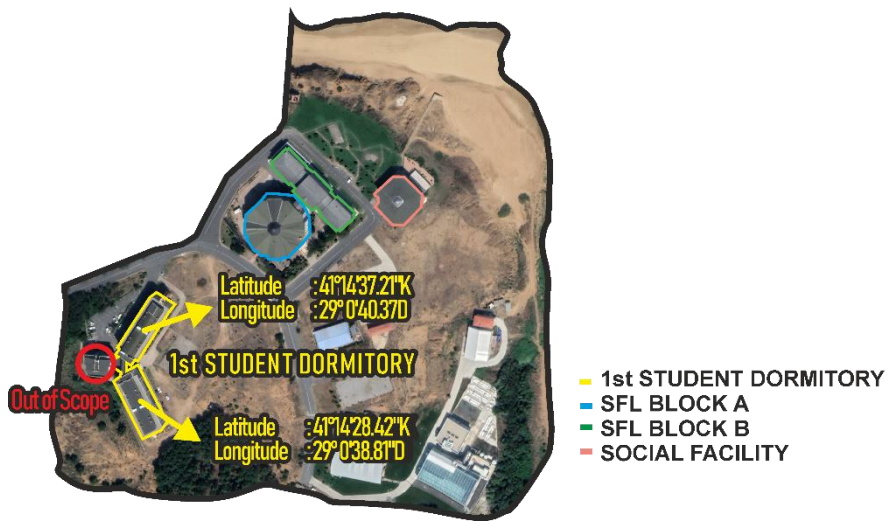 Latitude :41°14'37.21"K
Longitude :29° 0'40.37D
1st STUDENT DORMITORY
Out of Scope
Latitude :41°14'28.42"K
Longitude :29° 0'38.81"D
1st STUDENT DORMITORY
SFL BLOCK A
SFL BLOCK B
SOCIAL FACILITY